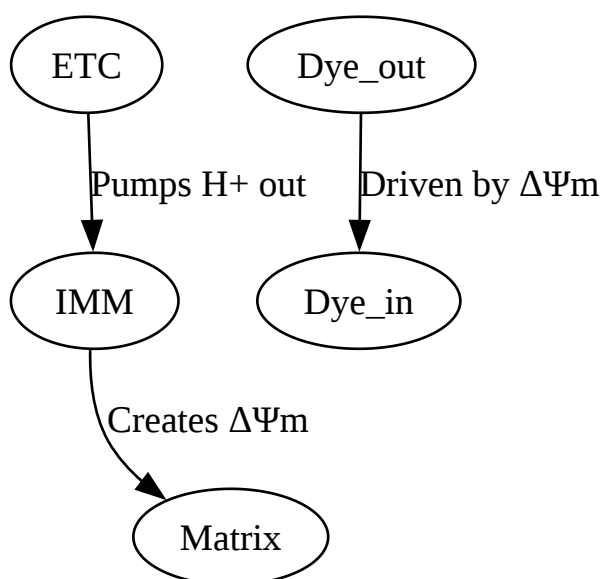 ETC
Dye_out
Pumps H+ out
Driven by ΔΨm
IMM
Dye_in
Creates ΔΨm
Matrix